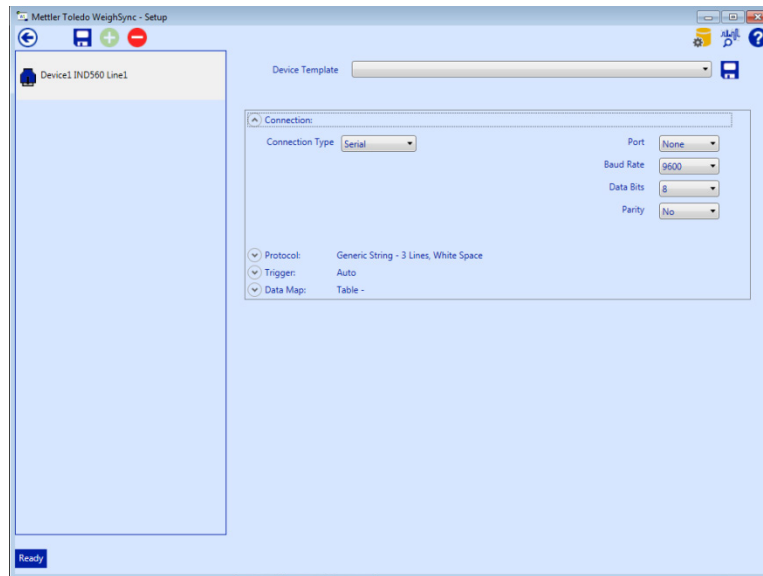 Mettler Toledo WeighSync - Setup
Device1 IND560 Line1
Device Template
Connection:
Connection Type Serial
Port None
Baud Rate 9600
Data Bits 8
Parity No
Protocol: Generic String - 3 Lines, White Space
Trigger: Auto
Data Map: Table -
Ready